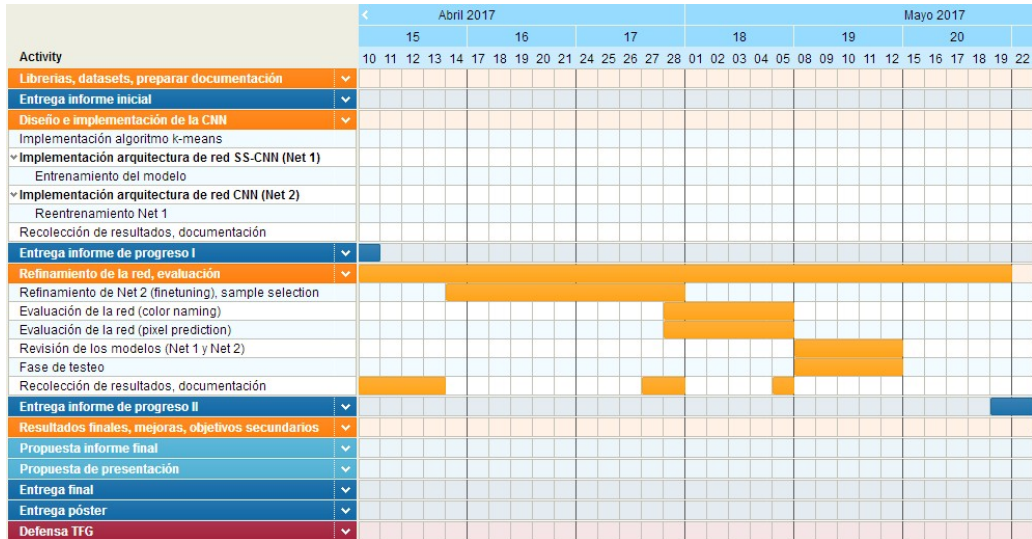 Abril 2017 Mayo 2017
15 16 17 18 19 20
Activity 10 11 12 13 14 17 18 19 20 21 24 25 26 27 28 01 02 03 04 05 08 09 10 11 12 15 16 17 18 19 22
Librerias, datasets, preparar documentación
Entrega informe inicial
Diseño e implementación de la CNN
Implementación algoritmo k-means
Implementación arquitectura de red SS-CNN (Net 1)
Entrenamiento del modelo
Implementación arquitectura de red CNN (Net 2)
Reentrenamiento Net 1
Recolección de resultados, documentación
Entrega informe de progreso I
Refinamiento de la red, evaluación
Refinamiento de Net 2 (finetuning), sample selection
Evaluación de la red (color naming)
Evaluación de la red (pixel prediction)
Revisión de los modelos (Net 1 y Net 2)
Fase de testeo
Recolección de resultados, documentación
Entrega informe de progreso II
Resultados finales, mejoras, objetivos secundarios
Propuesta informe final
Propuesta de presentación
Entrega final
Entrega póster
Defensa TFG